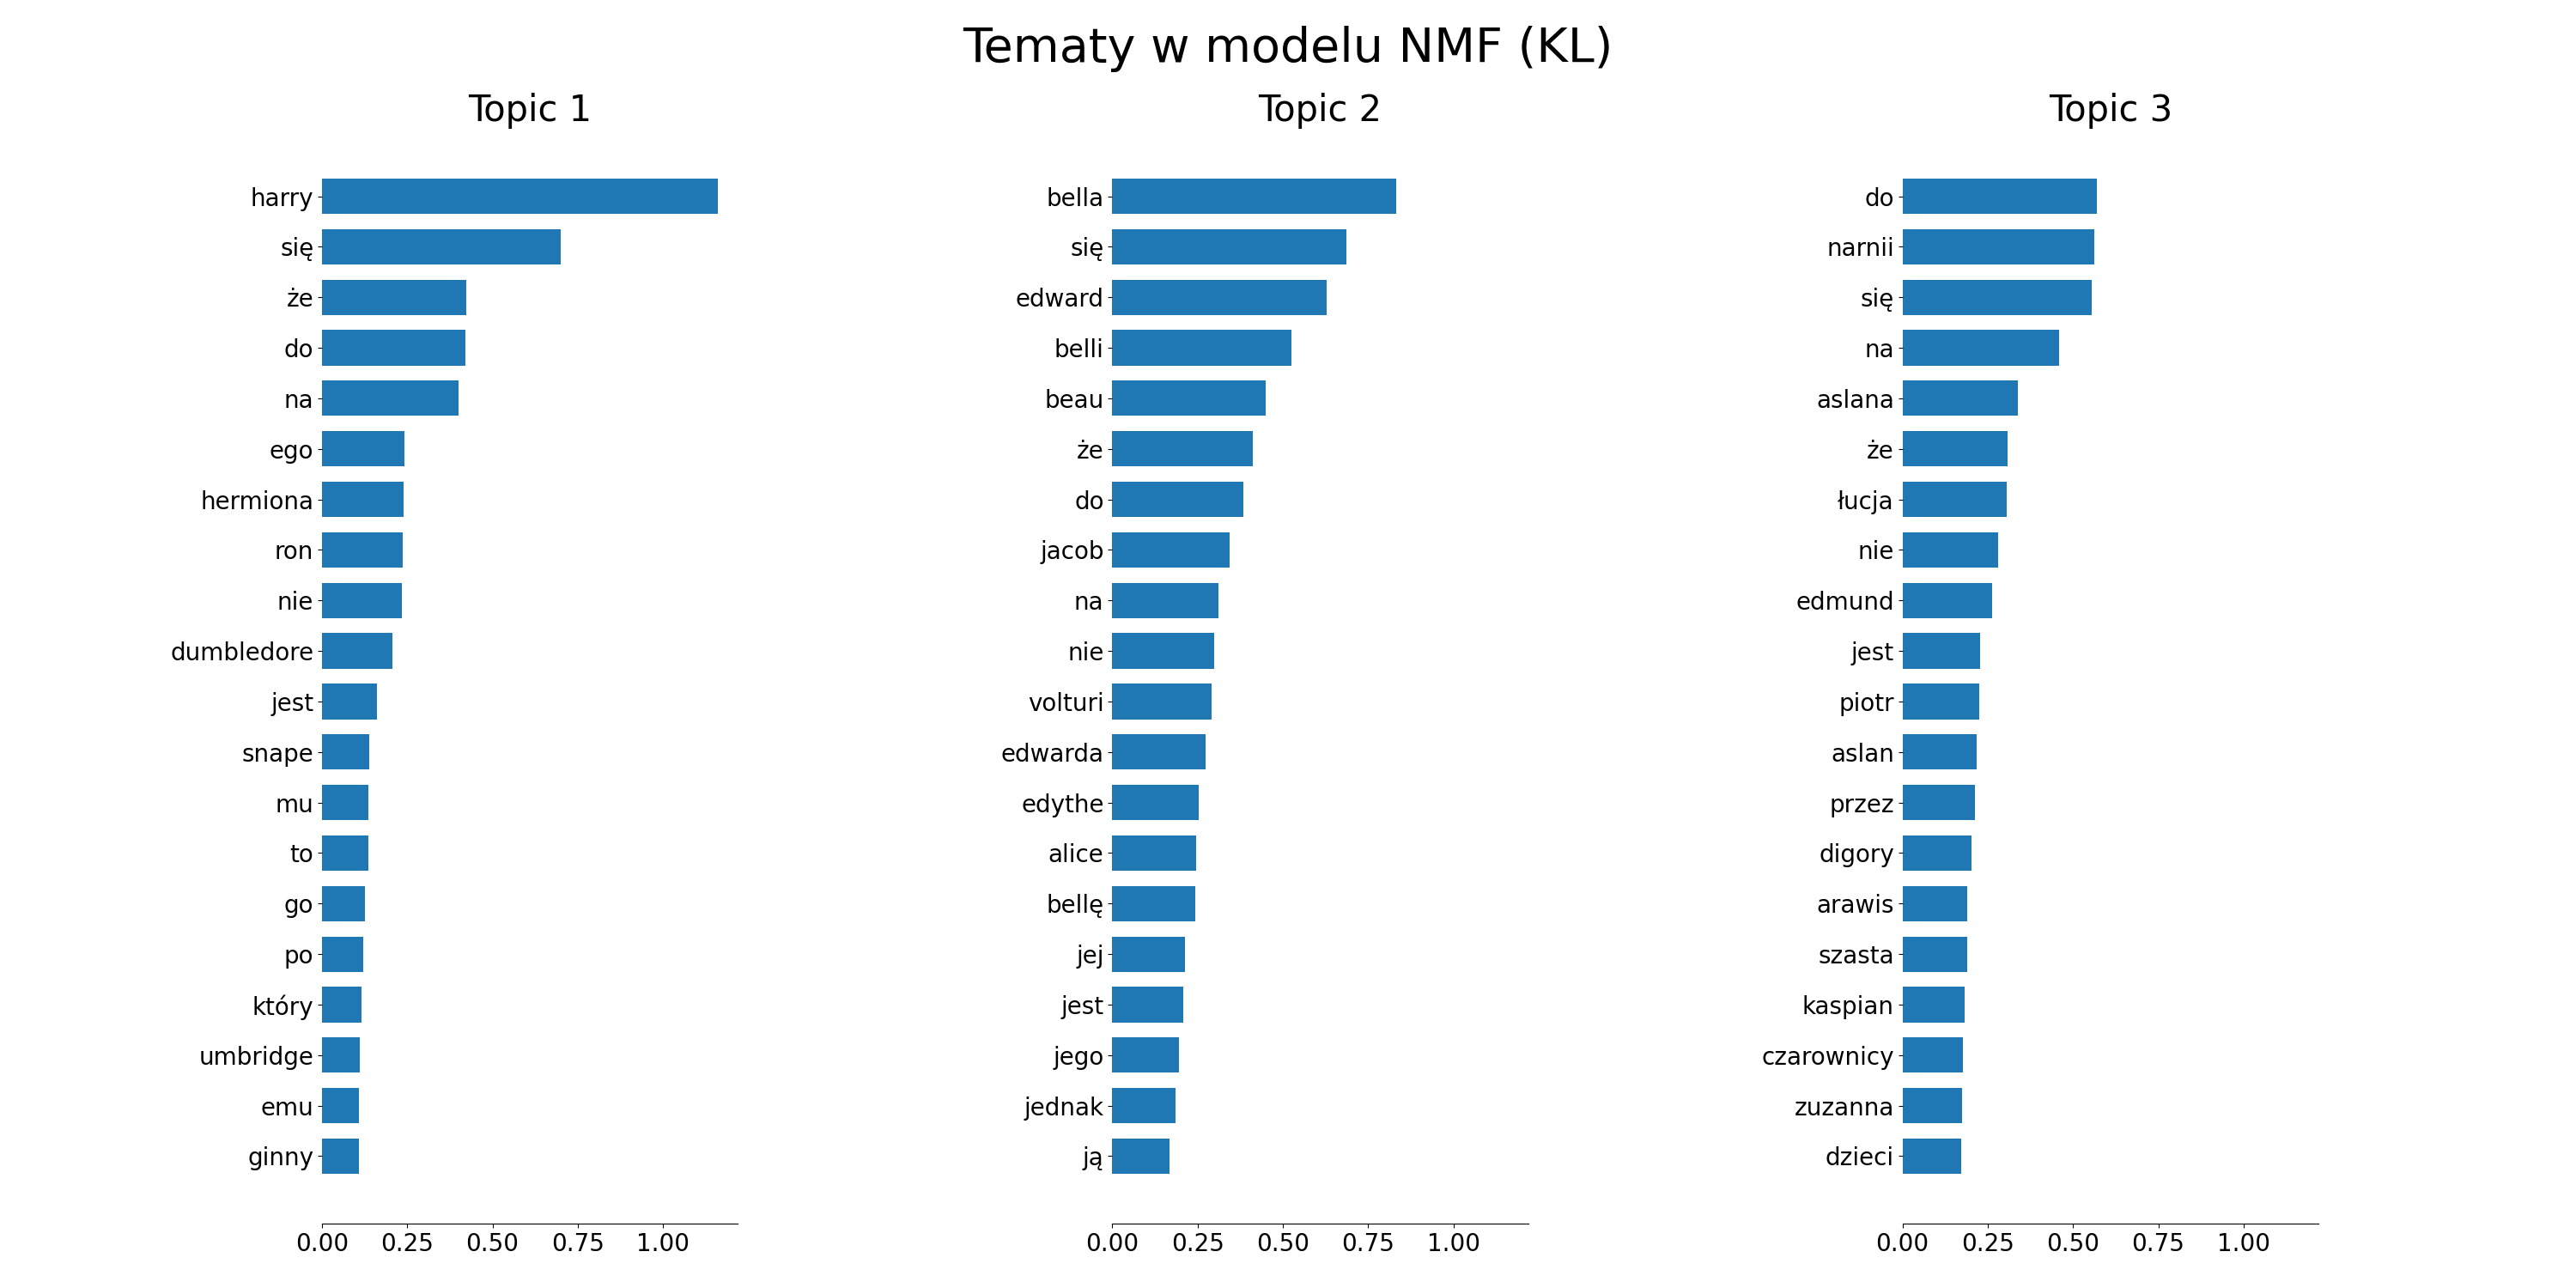 Tematy w modelu NMF (KL)
Topic 1
harry
się
że
do
na
ego
hermiona
ron
nie
dumbledore
jest
snape
mu
to
go
po
który
umbridge
emu
ginny
0.00 0.25 0.50 0.75 1.00
Topic 2
bella
się
edward
belli
beau
że
do
jacob
na
nie
volturi
edwarda
edythe
alice
bellę
jej
jest
jego
jednak
ją
0.00 0.25 0.50 0.75 1.00
Topic 3
do
narnii
się
na
aslana
że
łucja
nie
edmund
jest
piotr
aslan
przez
digory
arawis
szasta
kaspian
czarownicy
zuzanna
dzieci
0.00 0.25 0.50 0.75 1.00